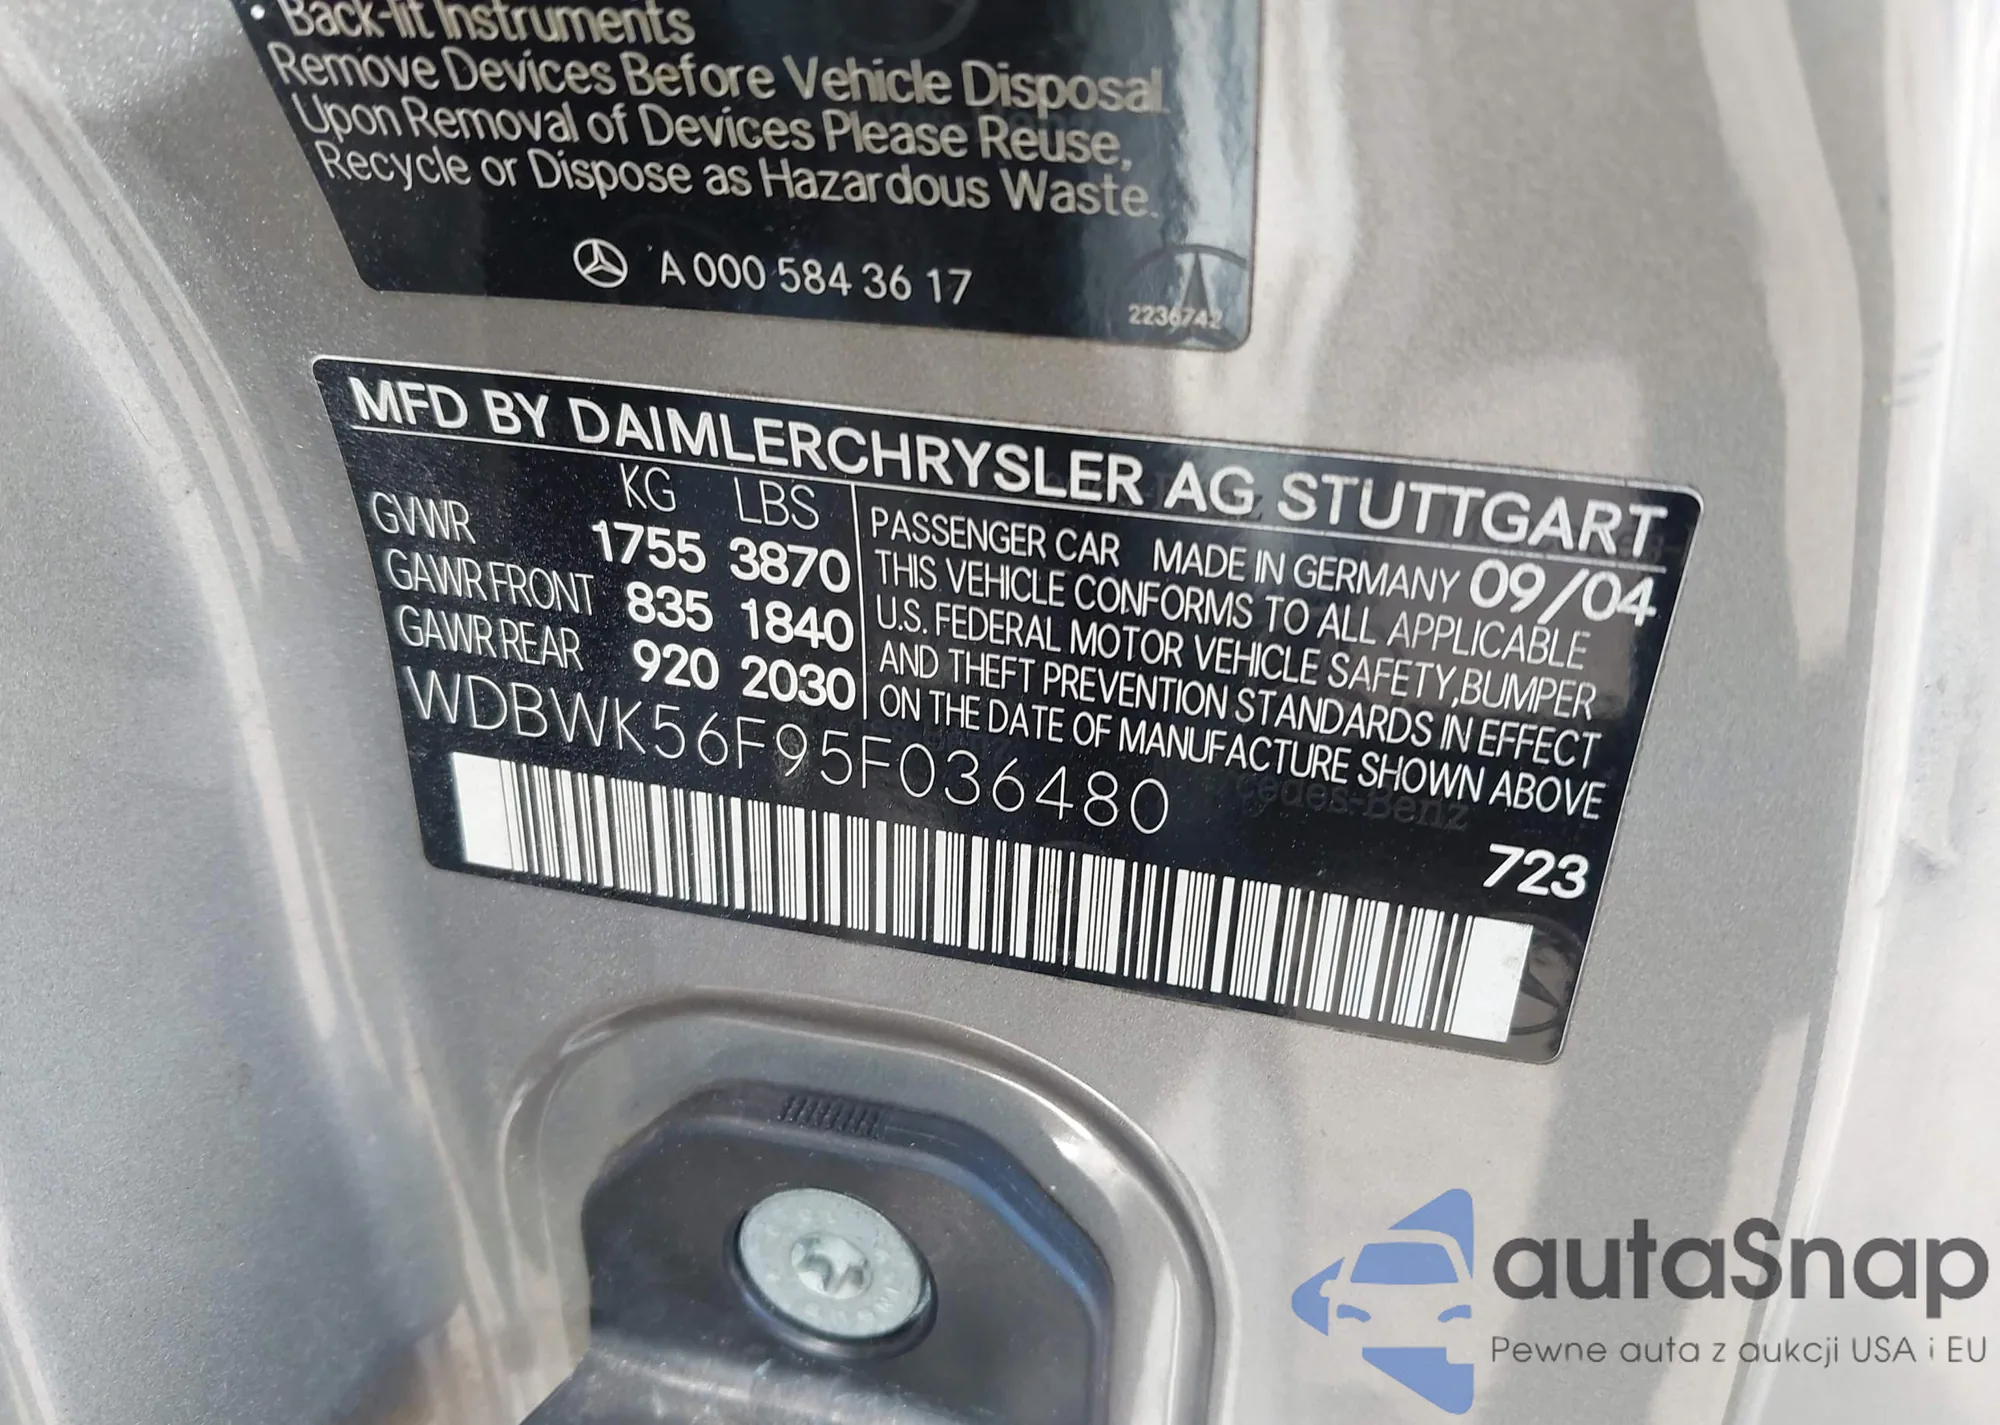 • Back-lit Instruments
Remove Devices Before Vehicle Disposal.
Upon Removal of Devices Please Reuse,
Recycle or Dispose as Hazardous Waste.
A 000 584 36 17
2236742
MFD BY DAIMLERCHRYSLER AG STUTTGART
KG LBS
GVWR 1755 3870
GAWR FRONT 835 1840
GAWR REAR 920 2030
PASSENGER CAR MADE IN GERMANY 09/04
THIS VEHICLE CONFORMS TO ALL APPLICABLE
U.S. FEDERAL MOTOR VEHICLE SAFETY,BUMPER
AND THEFT PREVENTION STANDARDS IN EFFECT
ON THE DATE OF MANUFACTURE SHOWN ABOVE
WDBWK56F95F036480
723
autaSnap
Pewne auta z aukcji USA i EU